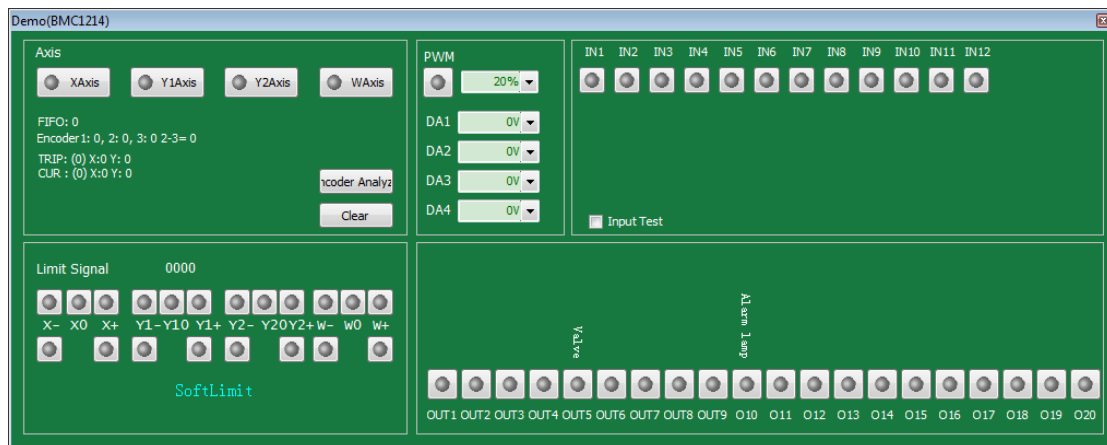 Demo(BMC1214)
Axis
XAxis Y1Axis Y2Axis WAxis
FIFO: 0
Encoder1: 0, 2: 0, 3: 0 2-3= 0
TRIP: (0) X:0 Y: 0
CUR : (0) X:0 Y: 0
ncoder Analyz
Clear
PWM
20%
DA1 0V
DA2 0V
DA3 0V
DA4 0V
IN1 IN2 IN3 IN4 IN5 IN6 IN7 IN8 IN9 IN10 IN11 IN12
Input Test
Limit Signal 0000
X- X0 X+ Y1- Y10 Y1+ Y2- Y20 Y2+ W- W0 W+
SoftLimit
Valve
Alarm Lamp
OUT1 OUT2 OUT3 OUT4 OUT5 OUT6 OUT7 OUT8 OUT9 O10 O11 O12 O13 O14 O15 O16 O17 O18 O19 O20